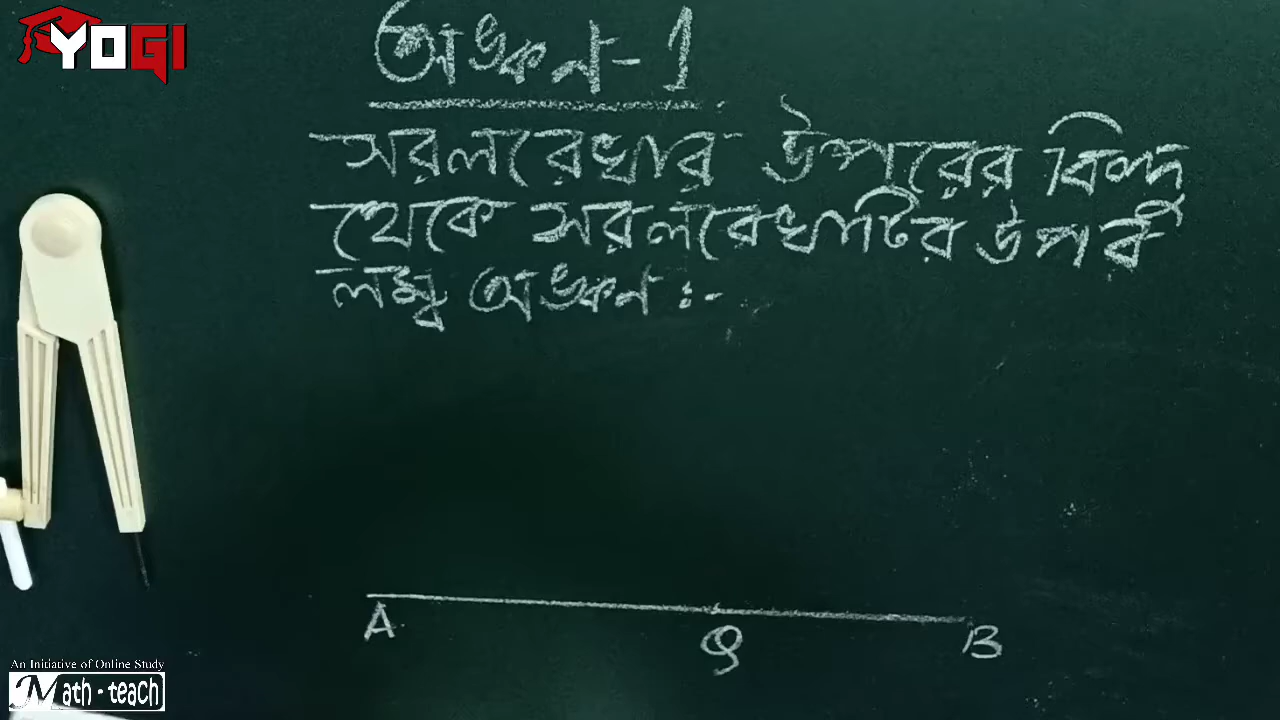 YOGI
অঙ্কন-1
সরলরেখার উপরের বিন্দু
থেকে সরলরেখাটির উপর
লম্ব অঙ্কন :-
A
Q
B
An Initiative of Online Study
Math-teach